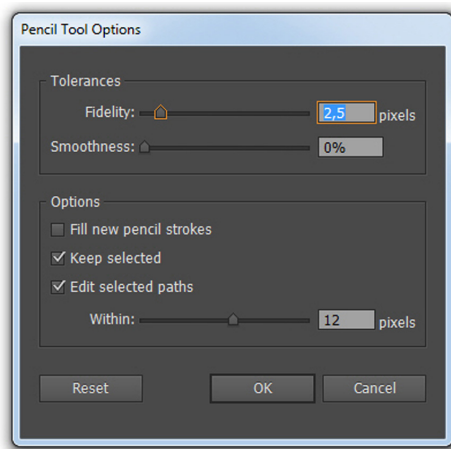 Pencil Tool Options
Tolerances
Fidelity: 2,5 pixels
Smoothness: 0%
Options
Fill new pencil strokes
Keep selected
Edit selected paths
Within: 12 pixels
Reset OK Cancel